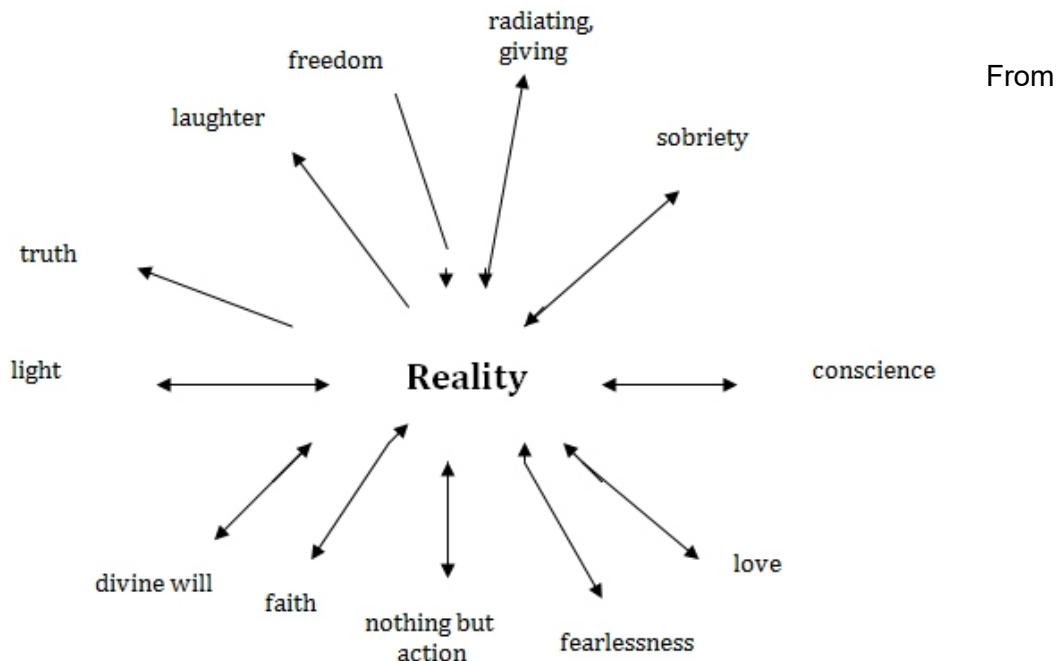 radiating,
giving
freedom
From
laughter
sobriety
truth
light
Reality
conscience
divine will
faith
nothing but
action
fearlessness
love